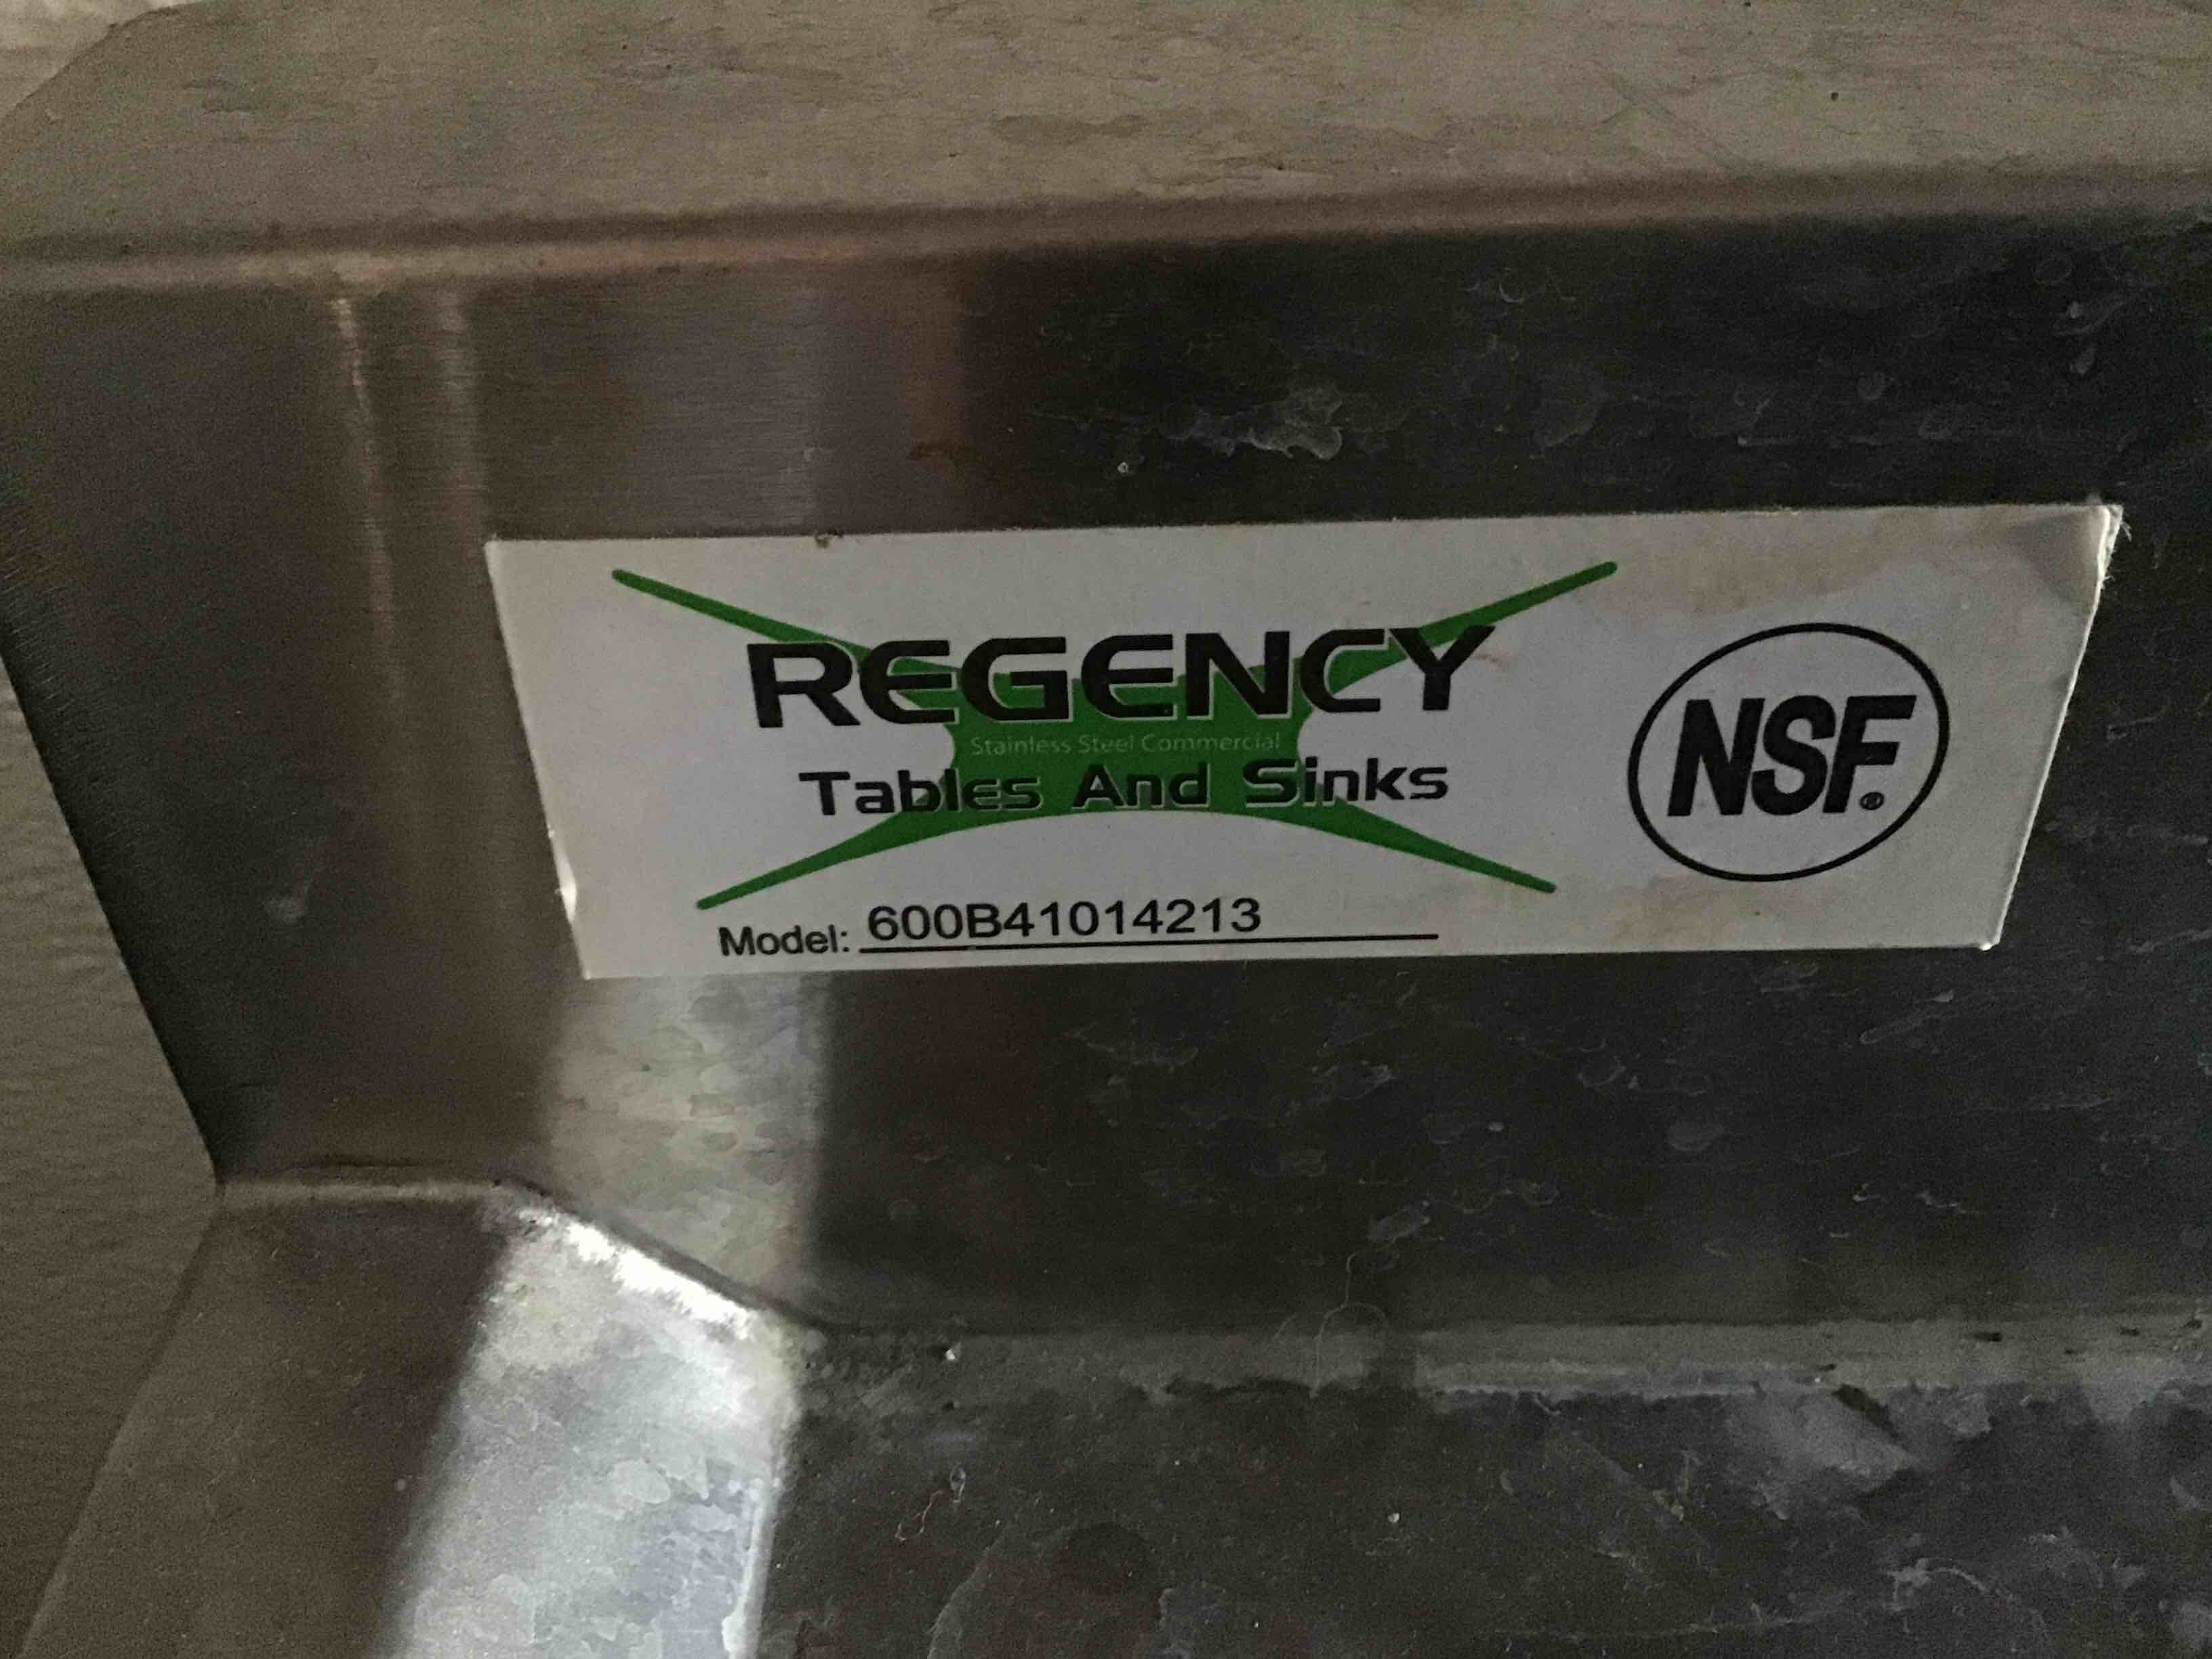 REGENCY
Stainless Steel Commercial
Tables And Sinks
NSF®
Model: 600B41014213